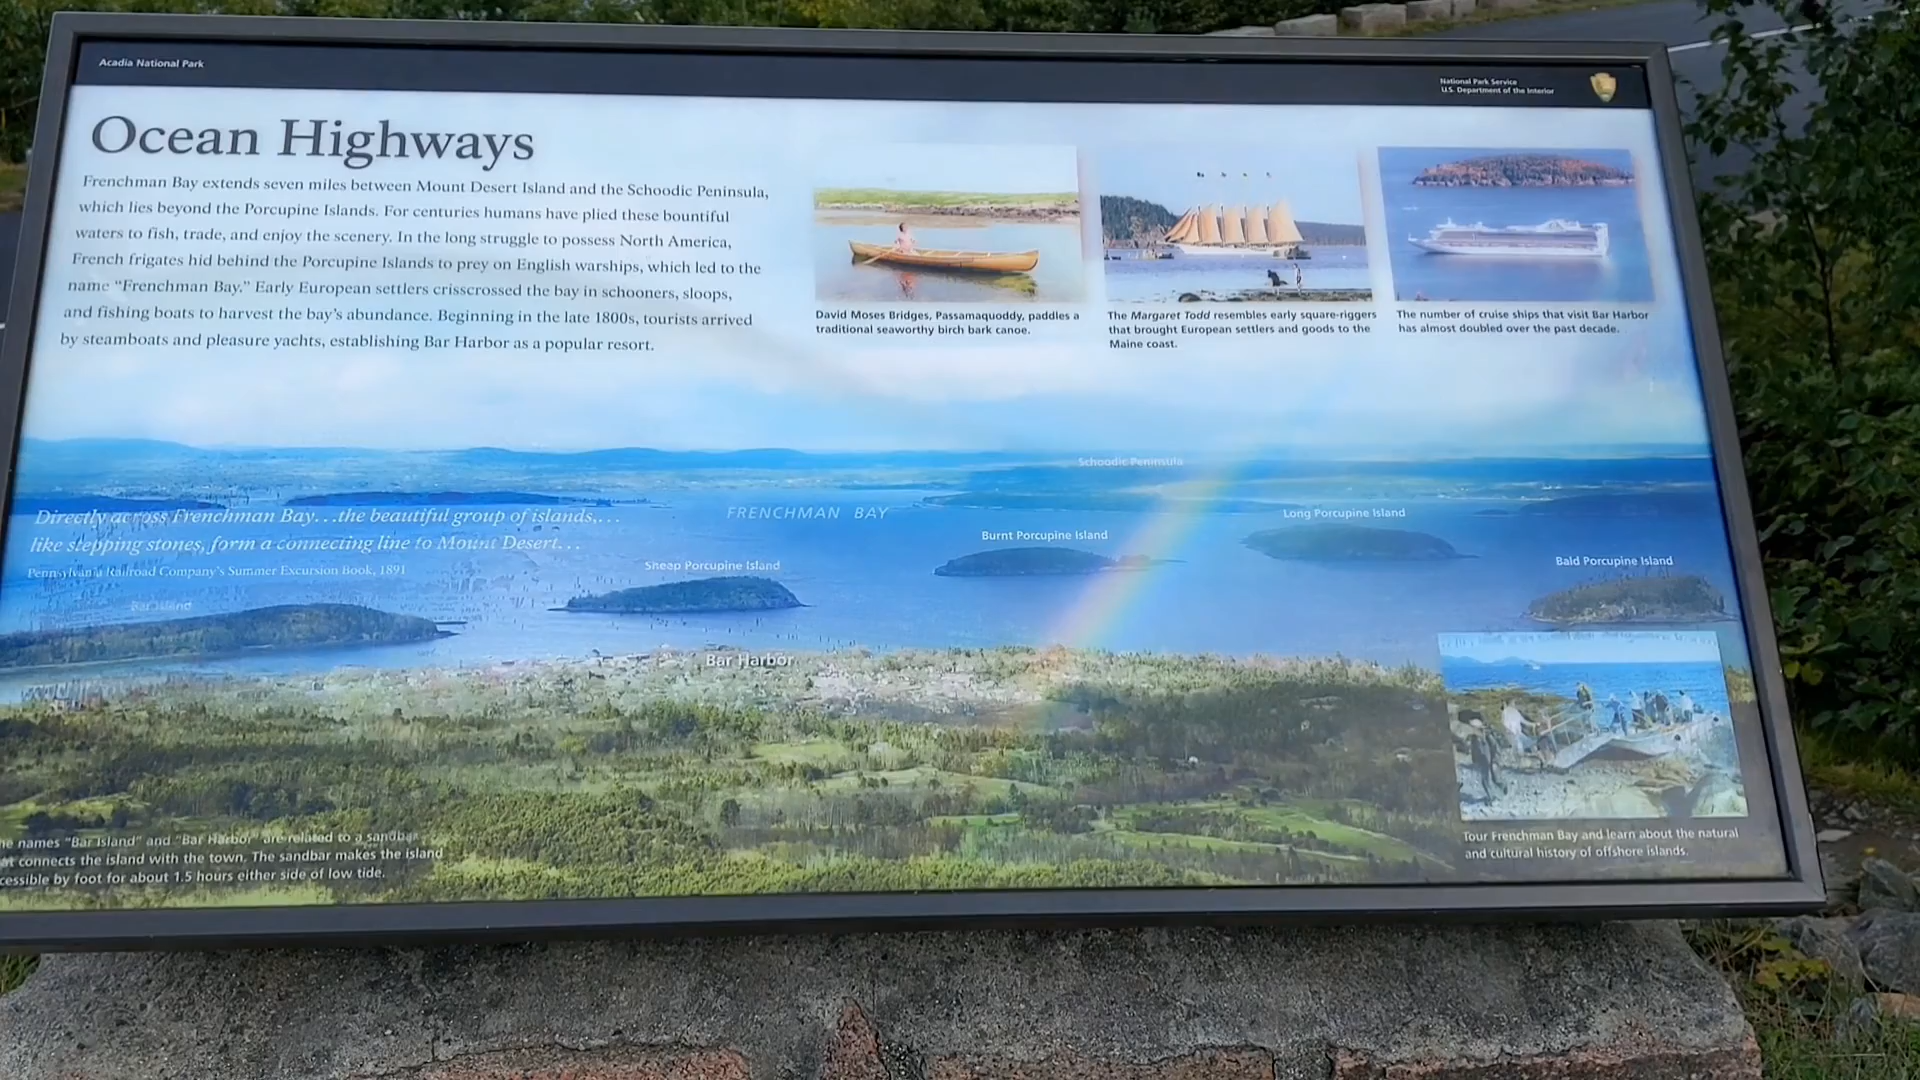 Acadia National Park
National Park Service
U.S. Department of the Interior
Ocean Highways
Frenchman Bay extends seven miles between Mount Desert Island and the Schoodic Peninsula,
which lies beyond the Porcupine Islands. For centuries humans have plied these bountiful
waters to fish, trade, and enjoy the scenery. In the long struggle to possess North America,
French frigates hid behind the Porcupine Islands to prey on English warships, which led to the
name “Frenchman Bay.” Early European settlers crisscrossed the bay in schooners, sloops,
and fishing boats to harvest the bay’s abundance. Beginning in the late 1800s, tourists arrived
by steamboats and pleasure yachts, establishing Bar Harbor as a popular resort.
David Moses Bridges, Passamaquoddy, paddles a
traditional seaworthy birch bark canoe.
The Margaret Todd resembles early square-riggers
that brought European settlers and goods to the
Maine coast.
The number of cruise ships that visit Bar Harbor
has almost doubled over the past decade.
Schoodic Peninsula
Directly across Frenchman Bay...the beautiful group of islands,...
like stepping stones, form a connecting line to Mount Desert...
Pennsylvania Railroad Company’s Summer Excursion Book, 1891
FRENCHMAN BAY
Long Porcupine Island
Burnt Porcupine Island
Sheep Porcupine Island
Bald Porcupine Island
Bar Island
Bar Harbor
he names “Bar Island” and “Bar Harbor” are related to a sandbar
at connects the island with the town. The sandbar makes the island
cessible by foot for about 1.5 hours either side of low tide.
Tour Frenchman Bay and learn about the natural
and cultural history of offshore islands.